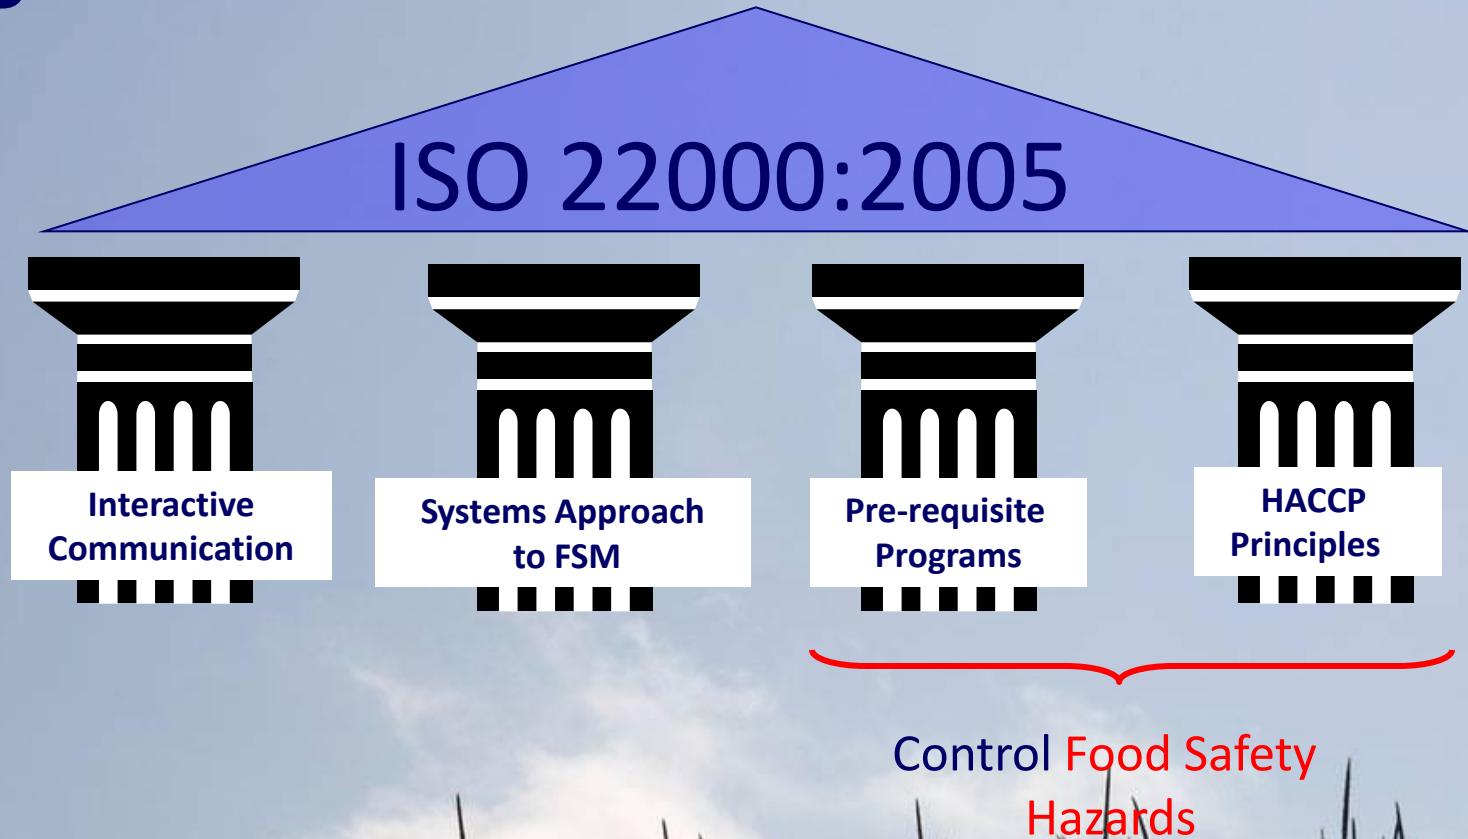 ISO 22000:2005
Interactive
Communication
Systems Approach
to FSM
Pre-requisite
Programs
HACCP
Principles
Control Food Safety
Hazards